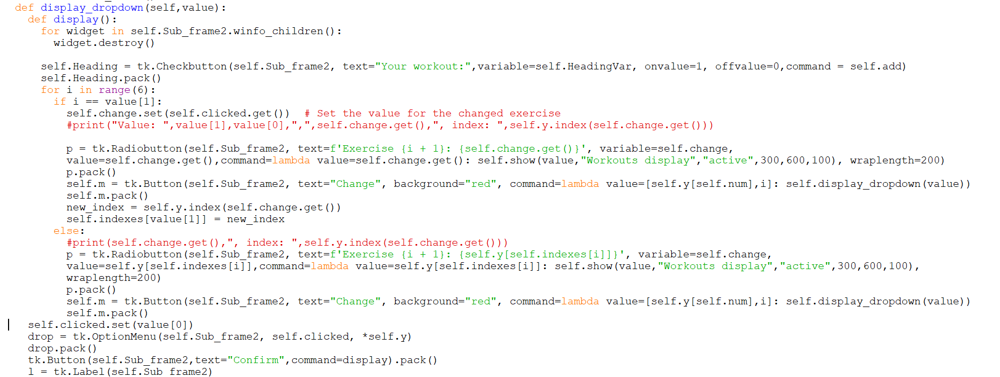 def display_dropdown(self,value):
  def display():
    for widget in self.Sub_frame2.winfo_children():
      widget.destroy()

    self.Heading = tk.Checkbutton(self.Sub_frame2, text="Your workout:",variable=self.HeadingVar, onvalue=1, offvalue=0,command = self.add)
    self.Heading.pack()
    for i in range(6):
      if i == value[1]:
        self.change.set(self.clicked.get())  # Set the value for the changed exercise
        #print("Value: ",value[1],value[0],",",self.change.get(),", index: ",self.y.index(self.change.get()))

        p = tk.Radiobutton(self.Sub_frame2, text=f'Exercise {i + 1}: {self.change.get()}', variable=self.change,
        value=self.change.get(),command=lambda value=self.change.get(): self.show(value,"Workouts display","active",300,600,100), wraplength=200)
        p.pack()
        self.m = tk.Button(self.Sub_frame2, text="Change", background="red", command=lambda value=[self.y[self.num],i]: self.display_dropdown(value))
        self.m.pack()
        new_index = self.y.index(self.change.get())
        self.indexes[value[1]] = new_index
      else:
        #print(self.change.get(),", index: ",self.y.index(self.change.get()))
        p = tk.Radiobutton(self.Sub_frame2, text=f'Exercise {i + 1}: {self.y[self.indexes[i]]}', variable=self.change,
        value=self.y[self.indexes[i]],command=lambda value=self.y[self.indexes[i]]: self.show(value,"Workouts display","active",300,600,100),
        wraplength=200)
        p.pack()
        self.m = tk.Button(self.Sub_frame2, text="Change", background="red", command=lambda value=[self.y[self.num],i]: self.display_dropdown(value))
        self.m.pack()
  self.clicked.set(value[0])
  drop = tk.OptionMenu(self.Sub_frame2, self.clicked, *self.y)
  drop.pack()
  tk.Button(self.Sub_frame2,text="Confirm",command=display).pack()
  l = tk.Label(self.Sub_frame2)